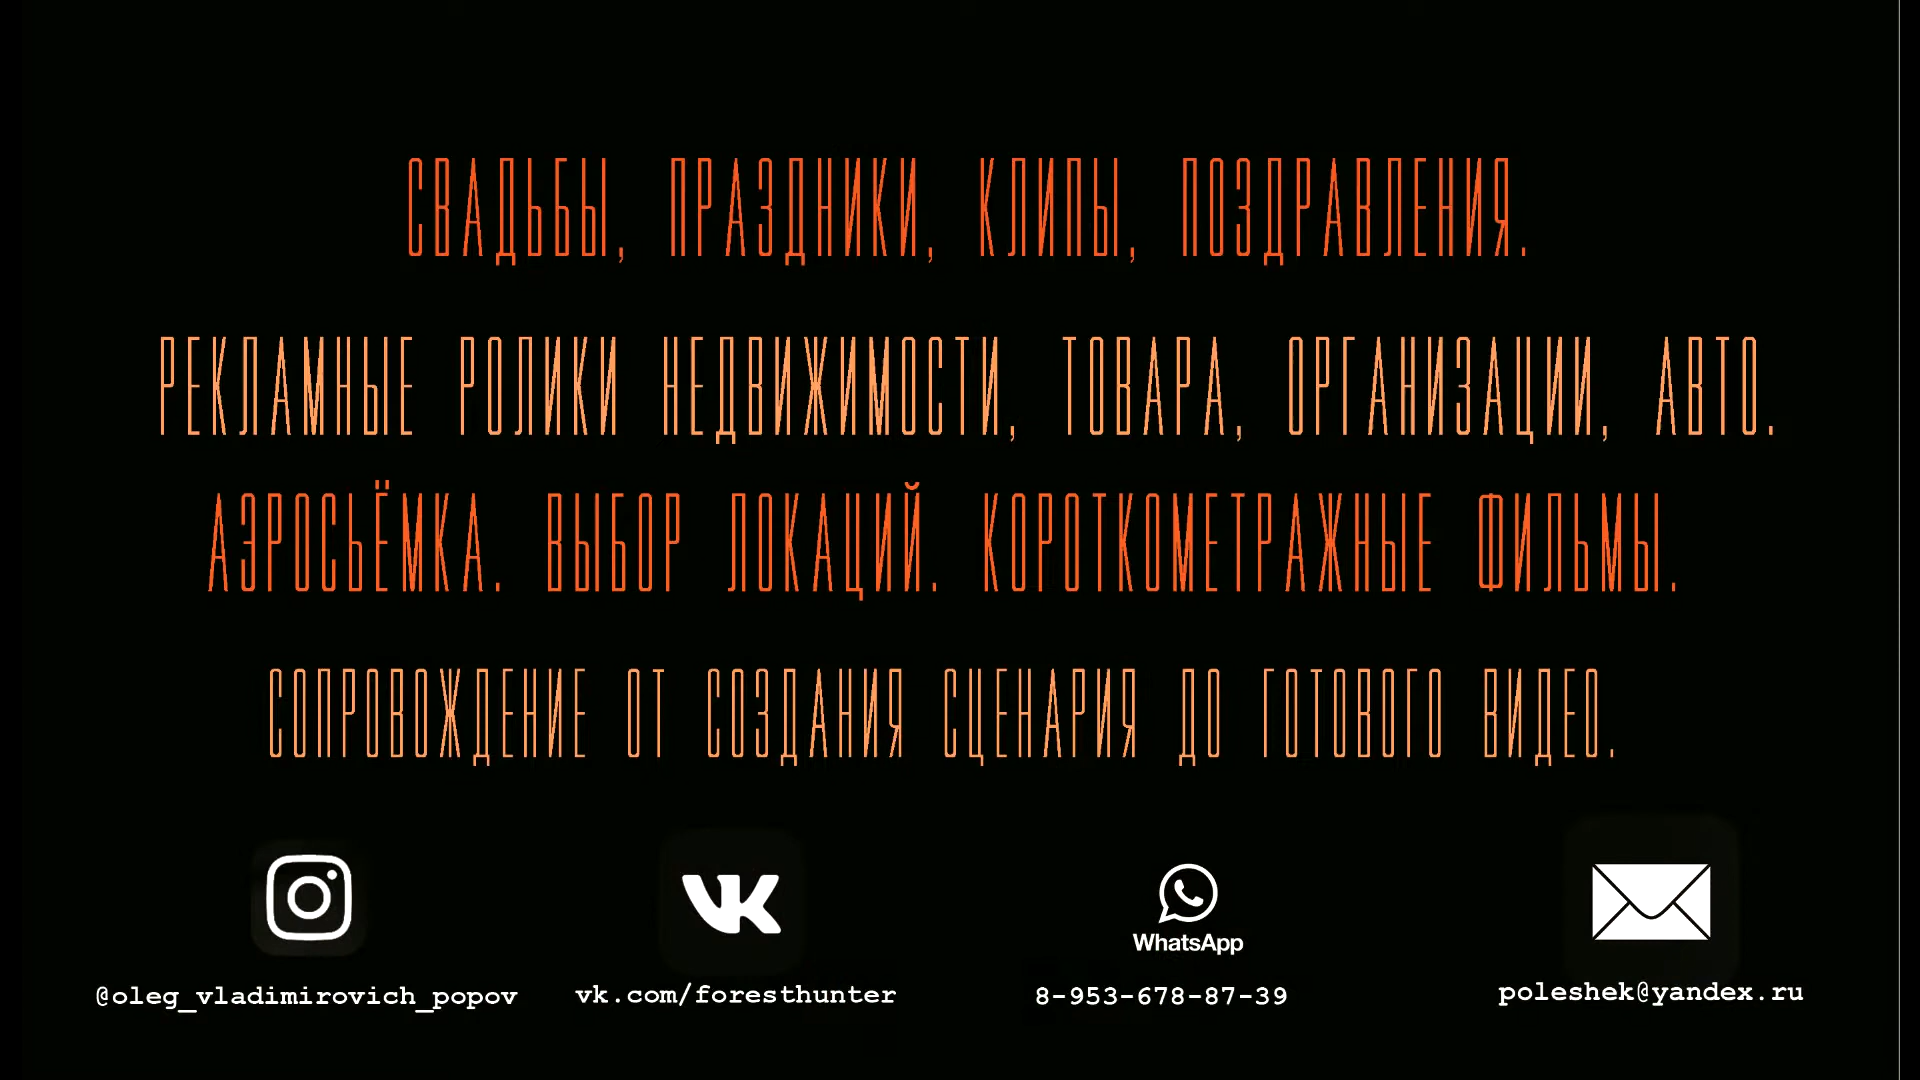 СВАДЬБЫ, ПРАЗДНИКИ, КЛИПЫ, ПОЗДРАВЛЕНИЯ.
РЕКЛАМНЫЕ РОЛИКИ НЕДВИЖИМОСТИ, ТОВАРА, ОРГАНИЗАЦИИ, АВТО.
АЭРОСЬЁМКА. ВЫБОР ЛОКАЦИЙ. КОРОТКОМЕТРАЖНЫЕ ФИЛЬМЫ.
СОПРОВОЖДЕНИЕ ОТ СОЗДАНИЯ СЦЕНАРИЯ ДО ГОТОВОГО ВИДЕО.
WhatsApp
@oleg_vladimirovich_popov vk.com/foresthunter 8-953-678-87-39 poleshek@yandex.ru